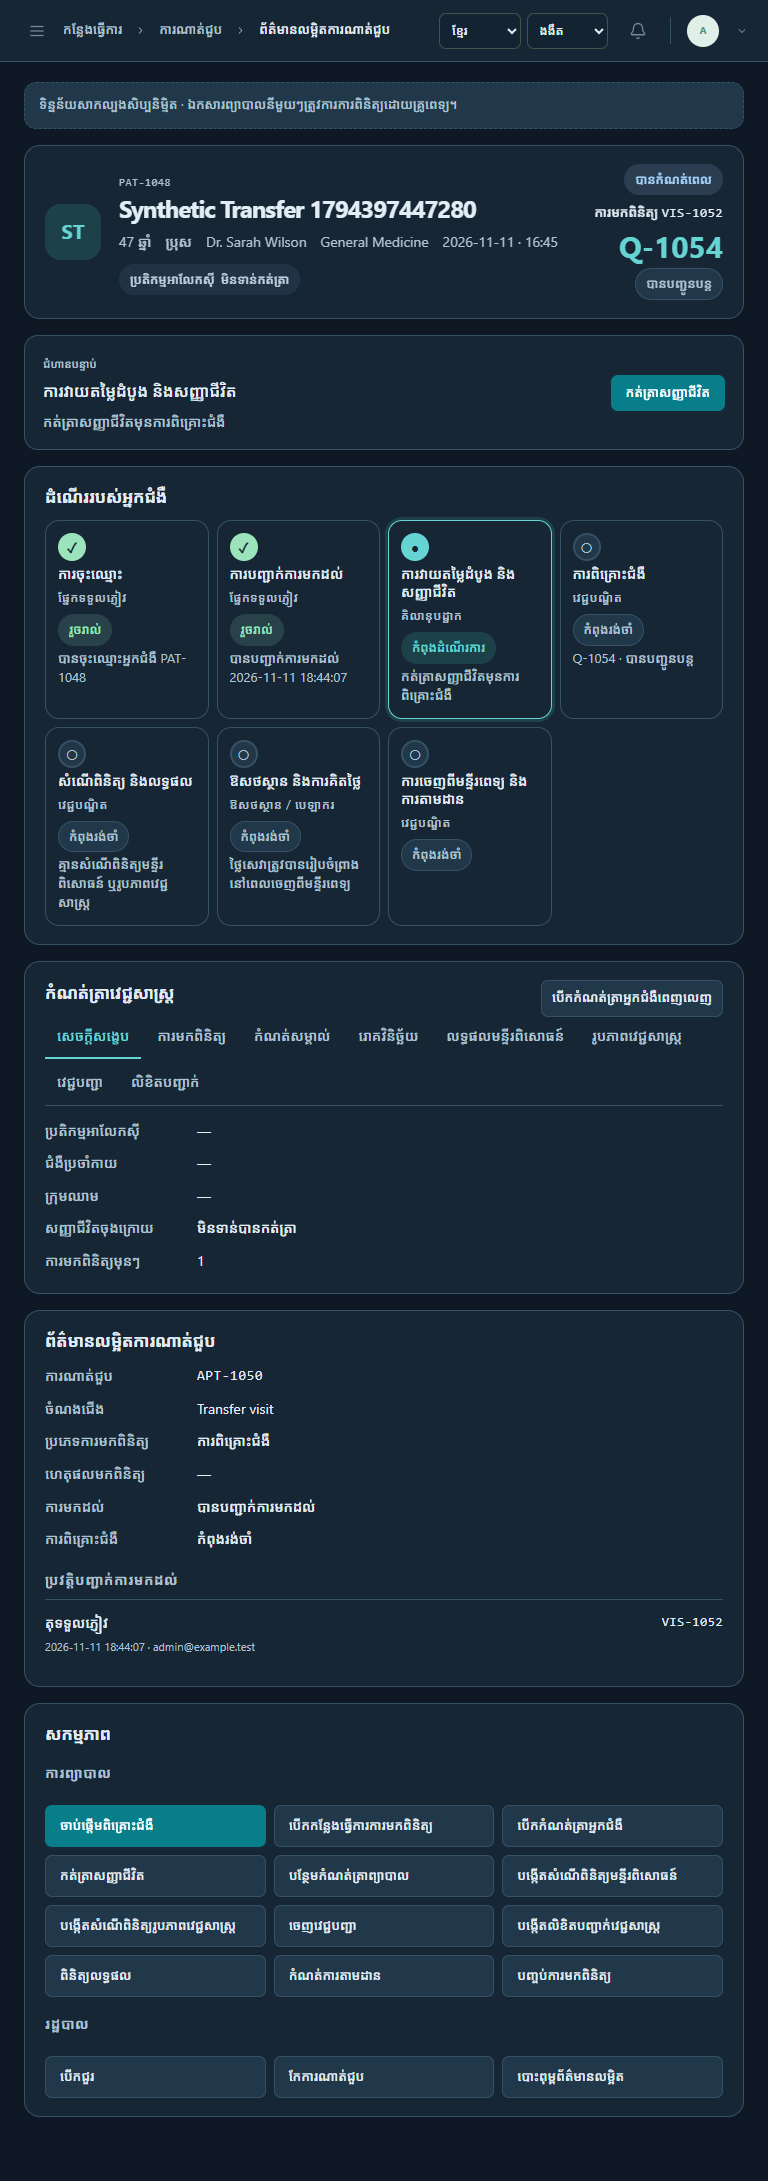 កន្លែងធ្វើការ › ការណាត់ជួប › ព័ត៌មានលម្អិតការណាត់ជួប ខ្មែរ ងងឹត A
ទិន្នន័យសាកល្បងសិប្បនិម្មិត · ឯកសារព្យាបាលនីមួយៗត្រូវការការពិនិត្យដោយគ្រូពេទ្យ។
PAT-1048
ST
Synthetic Transfer 1794397447280
47 ឆ្នាំ ប្រុស Dr. Sarah Wilson General Medicine 2026-11-11 · 16:45
ប្រតិកម្មអាលែកស៊ី មិនទាន់កត់ត្រា
បានកំណត់ពេល
ការមកពិនិត្យ VIS-1052
Q-1054
បានបញ្ជូនបន្ត
ជំហានបន្ទាប់
ការវាយតម្លៃដំបូង និងសញ្ញាជីវិត
កត់ត្រាសញ្ញាជីវិតមុនការពិគ្រោះជំងឺ
កត់ត្រាសញ្ញាជីវិត
ដំណើររបស់អ្នកជំងឺ
✓
ការចុះឈ្មោះ
ផ្នែកទទួលភ្ញៀវ
រួចរាល់
បានចុះឈ្មោះអ្នកជំងឺ PAT-
1048
✓
ការបញ្ជាក់ការមកដល់
ផ្នែកទទួលភ្ញៀវ
រួចរាល់
បានបញ្ជាក់ការមកដល់
2026-11-11 18:44:07
●
ការវាយតម្លៃដំបូង និង
សញ្ញាជីវិត
គិលានុបដ្ឋាក
កំពុងដំណើរការ
កត់ត្រាសញ្ញាជីវិតមុនការ
ពិគ្រោះជំងឺ
○
ការពិគ្រោះជំងឺ
វេជ្ជបណ្ឌិត
កំពុងរង់ចាំ
Q-1054 · បានបញ្ជូនបន្ត
○
សំណើពិនិត្យ និងលទ្ធផល
វេជ្ជបណ្ឌិត
កំពុងរង់ចាំ
គ្មានសំណើពិនិត្យមន្ទីរ
ពិសោធន៍ ឬរូបភាពវេជ្ជ
សាស្ត្រ
○
ឱសថស្ថាន និងការគិតថ្លៃ
ឱសថស្ថាន / បេឡាករ
កំពុងរង់ចាំ
ថ្លៃសេវាត្រូវបានរៀបចំព្រាង
នៅពេលចេញពីមន្ទីរពេទ្យ
○
ការចេញពីមន្ទីរពេទ្យ និង
ការតាមដាន
វេជ្ជបណ្ឌិត
កំពុងរង់ចាំ
កំណត់ត្រាវេជ្ជសាស្ត្រ
បើកកំណត់ត្រាអ្នកជំងឺពេញលេញ
សេចក្តីសង្ខេប ការមកពិនិត្យ កំណត់សម្គាល់ រោគវិនិច្ឆ័យ លទ្ធផលមន្ទីរពិសោធន៍ រូបភាពវេជ្ជសាស្ត្រ
វេជ្ជបញ្ជា លិខិតបញ្ជាក់
ប្រតិកម្មអាលែកស៊ី —
ជំងឺប្រចាំកាយ —
ក្រុមឈាម —
សញ្ញាជីវិតចុងក្រោយ មិនទាន់បានកត់ត្រា
ការមកពិនិត្យមុនៗ 1
ព័ត៌មានលម្អិតការណាត់ជួប
ការណាត់ជួប APT-1050
ចំណងជើង Transfer visit
ប្រភេទការមកពិនិត្យ ការពិគ្រោះជំងឺ
ហេតុផលមកពិនិត្យ —
ការមកដល់ បានបញ្ជាក់ការមកដល់
ការពិគ្រោះជំងឺ កំពុងរង់ចាំ
ប្រវត្តិបញ្ជាក់ការមកដល់
តុទទួលភ្ញៀវ VIS-1052
2026-11-11 18:44:07 · admin@example.test
សកម្មភាព
ការព្យាបាល
ចាប់ផ្តើមពិគ្រោះជំងឺ បើកកន្លែងធ្វើការការមកពិនិត្យ បើកកំណត់ត្រាអ្នកជំងឺ
កត់ត្រាសញ្ញាជីវិត បន្ថែមកំណត់ត្រាព្យាបាល បង្កើតសំណើពិនិត្យមន្ទីរពិសោធន៍
បង្កើតសំណើពិនិត្យរូបភាពវេជ្ជសាស្ត្រ ចេញវេជ្ជបញ្ជា បង្កើតលិខិតបញ្ជាក់វេជ្ជសាស្ត្រ
ពិនិត្យលទ្ធផល កំណត់ការតាមដាន បញ្ចប់ការមកពិនិត្យ
រដ្ឋបាល
បើកជួរ កែការណាត់ជួប បោះពុម្ពព័ត៌មានលម្អិត